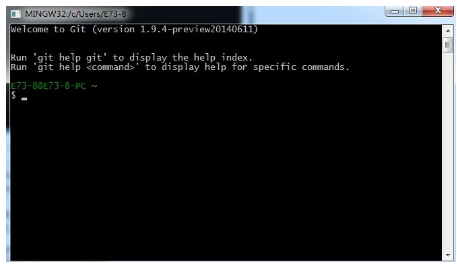 MINGW32:/c/Users/E73-8
Welcome to Git (version 1.9.4-preview20140611)
Run 'git help git' to display the help index.
Run 'git help <command>' to display help for specific commands.
E73-8@E73-8-PC ~
$